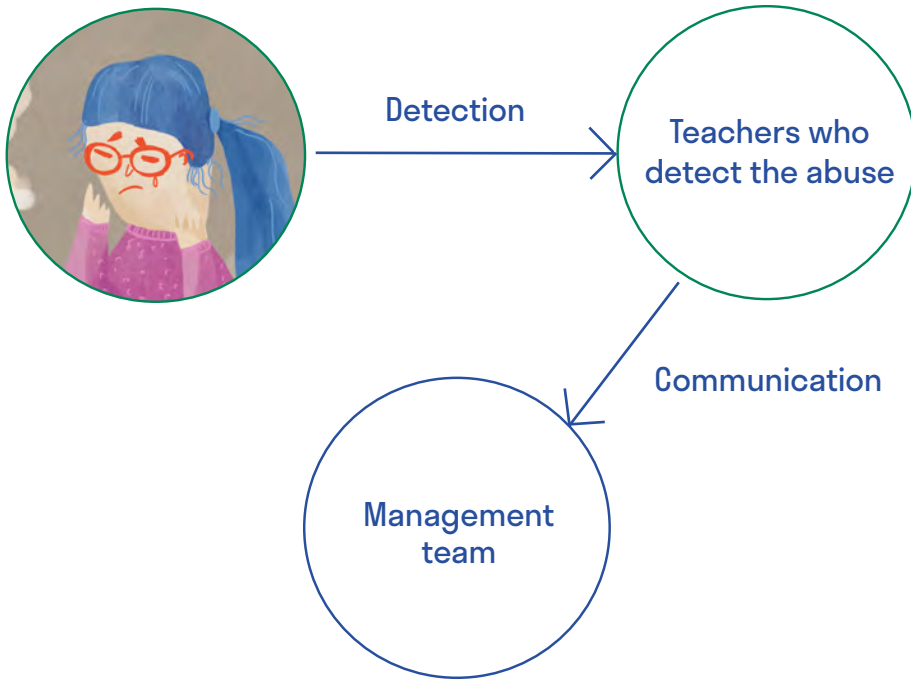 Detection
Teachers who
detect the abuse
Communication
Management
team